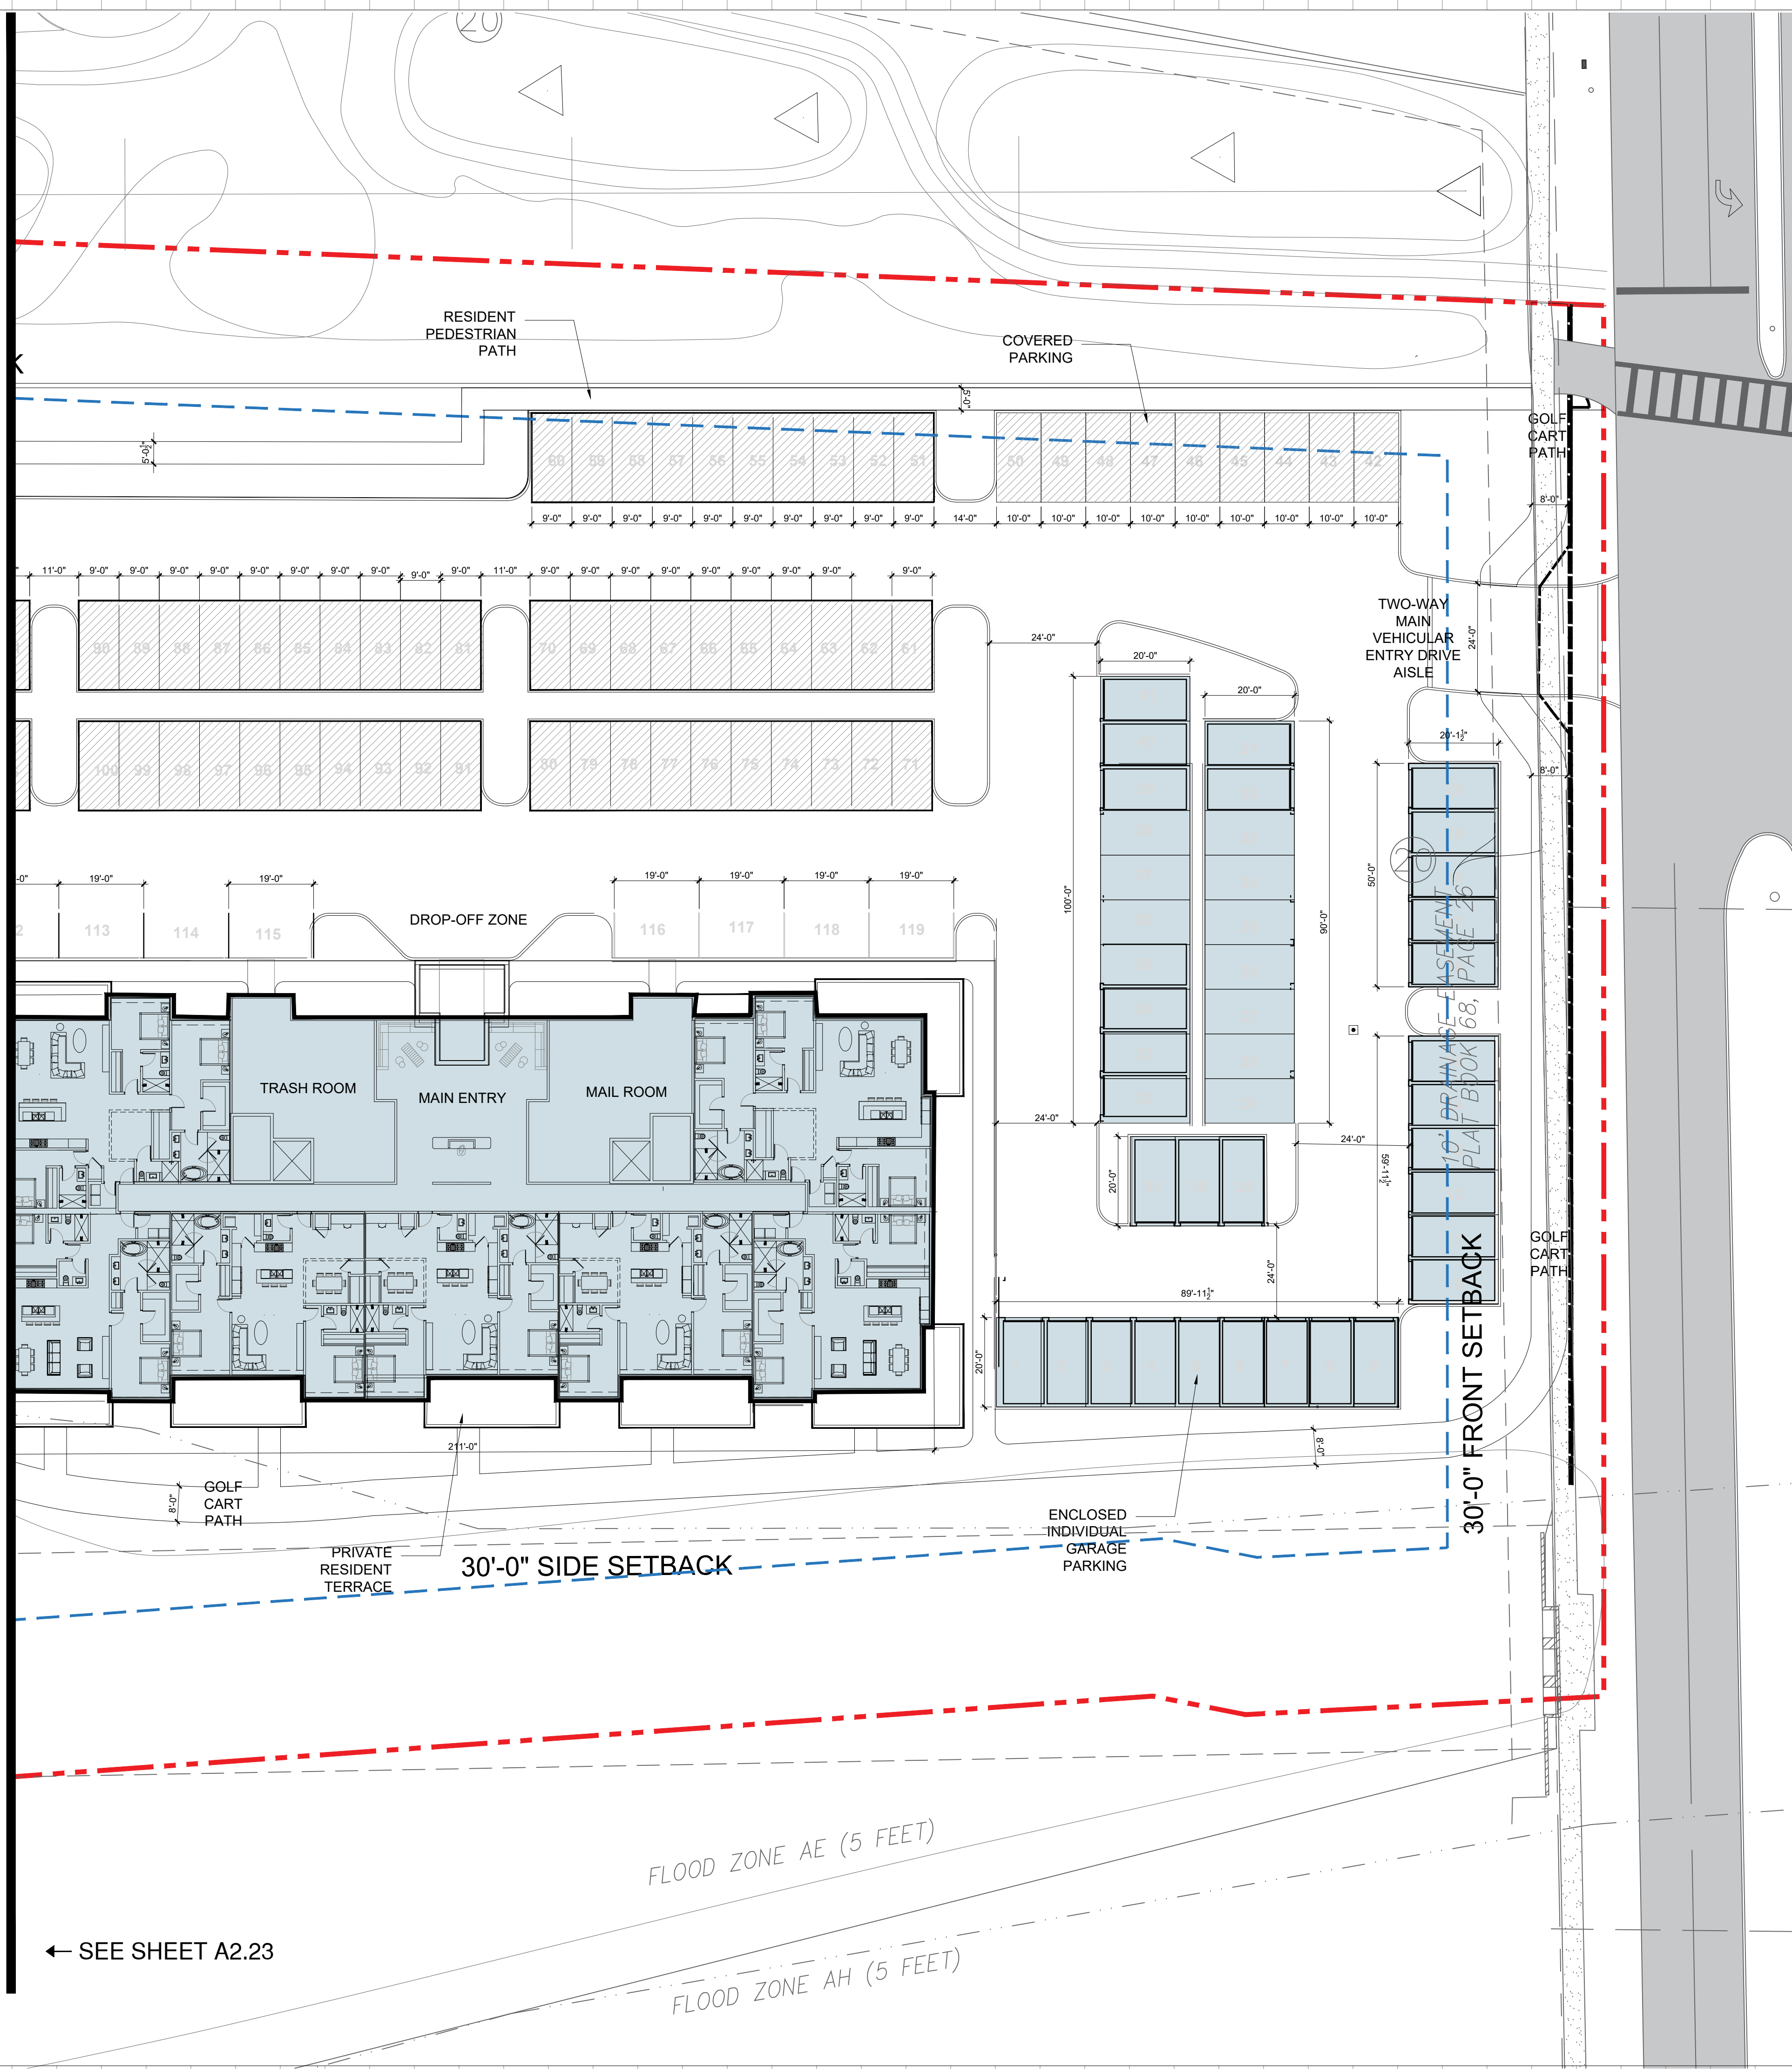 20
RESIDENT
PEDESTRIAN
PATH
COVERED
PARKING
K
5'-0"
5'-0½"
60 59 58 57 56 55 54 53 52 51
50 49 48 47 46 45 44 43 42
GOLF
CART
PATH
8'-0"
9'-0" 9'-0" 9'-0" 9'-0" 9'-0" 9'-0" 9'-0" 9'-0" 9'-0" 9'-0" 14'-0" 10'-0" 10'-0" 10'-0" 10'-0" 10'-0" 10'-0" 10'-0" 10'-0" 10'-0"
11'-0" 9'-0" 9'-0" 9'-0" 9'-0" 9'-0" 9'-0" 9'-0" 9'-0" 9'-0" 9'-0" 11'-0" 9'-0" 9'-0" 9'-0" 9'-0" 9'-0" 9'-0" 9'-0" 9'-0" 9'-0"
TWO-WAY
MAIN
VEHICULAR
ENTRY DRIVE
AISLE
24'-0"
90 89 88 87 86 85 84 83 82 81
70 69 68 67 66 65 64 63 62 61
24'-0"
20'-0"
20'-0"
20'-1½"
8'-0"
100 99 98 97 96 95 94 93 92 91
80 79 78 77 76 75 74 73 72 71
100'-0"
90'-0"
50'-0"
20
-0" 19'-0" 19'-0" 19'-0" 19'-0" 19'-0" 19'-0"
2 113 114 115
DROP-OFF ZONE
116 117 118 119
10' DRAINAGE EASEMENT
PLAT BOOK 68, PAGE 26
TRASH ROOM
MAIN ENTRY
MAIL ROOM
24'-0"
24'-0"
20'-0"
59'-11½"
24'-0"
89'-11½"
20'-0"
GOLF
CART
PATH
30'-0" FRONT SETBACK
211'-0"
8'-0"
8'-0"
GOLF
CART
PATH
PRIVATE
RESIDENT
TERRACE
30'-0" SIDE SETBACK
ENCLOSED
INDIVIDUAL
GARAGE
PARKING
FLOOD ZONE AE (5 FEET)
FLOOD ZONE AH (5 FEET)
SEE SHEET A2.23